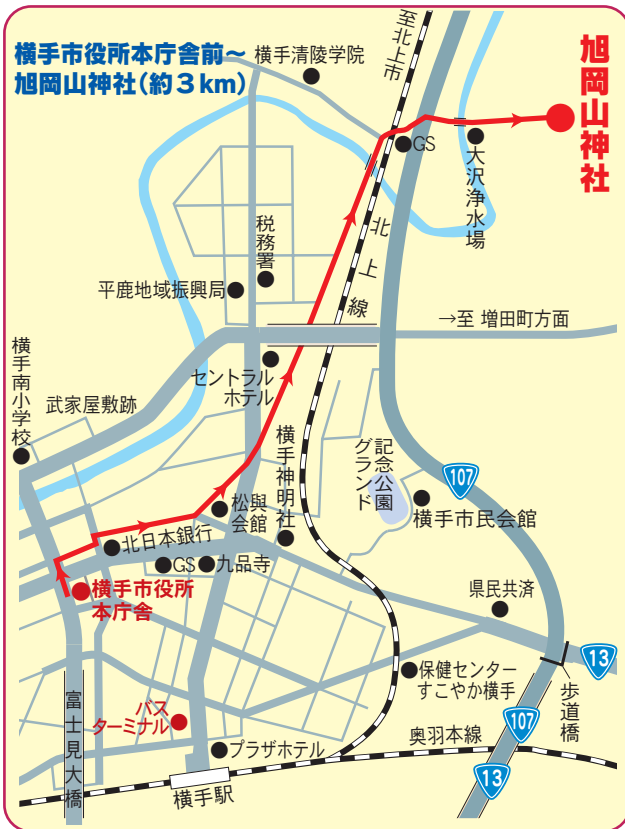 横手市役所本庁舎前～
旭岡山神社(約3km)
横手清陵学院
至北上市
旭岡山神社
GS
大沢浄水場
税務署
北上線
平鹿地域振興局
→至 増田町方面
横手南小学校
セントラル
ホテル
武家屋敷跡
横手神明社
記念公園
グランド
107
松與
会館
横手市民会館
北日本銀行
GS
九品寺
横手市役所
本庁舎
県民共済
13
保健センター
すこやか横手
歩道橋
富士見大橋
バス
ターミナル
107
プラザホテル
奥羽本線
13
横手駅